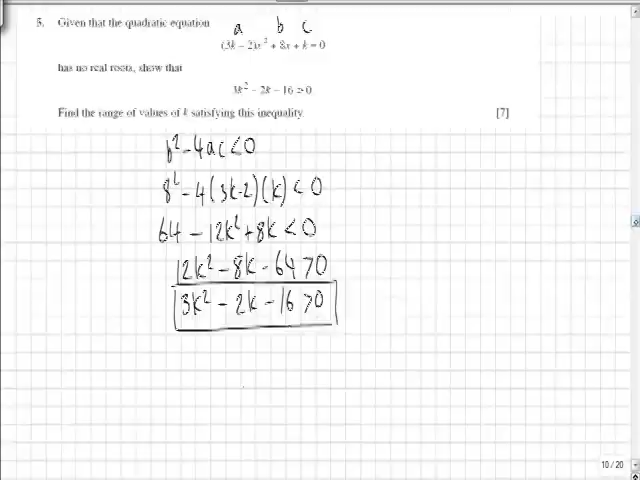 5. Given that the quadratic equation
a b c
(3k − 2)x² + 8x + k = 0
has no real roots, show that
3k² − 2k − 16 > 0.
Find the range of values of k satisfying this inequality. [7]
b² − 4ac < 0
8² − 4(3k−2)(k) < 0
64 − 12k² + 8k < 0
12k² − 8k − 64 > 0
3k² − 2k − 16 > 0
10 / 20